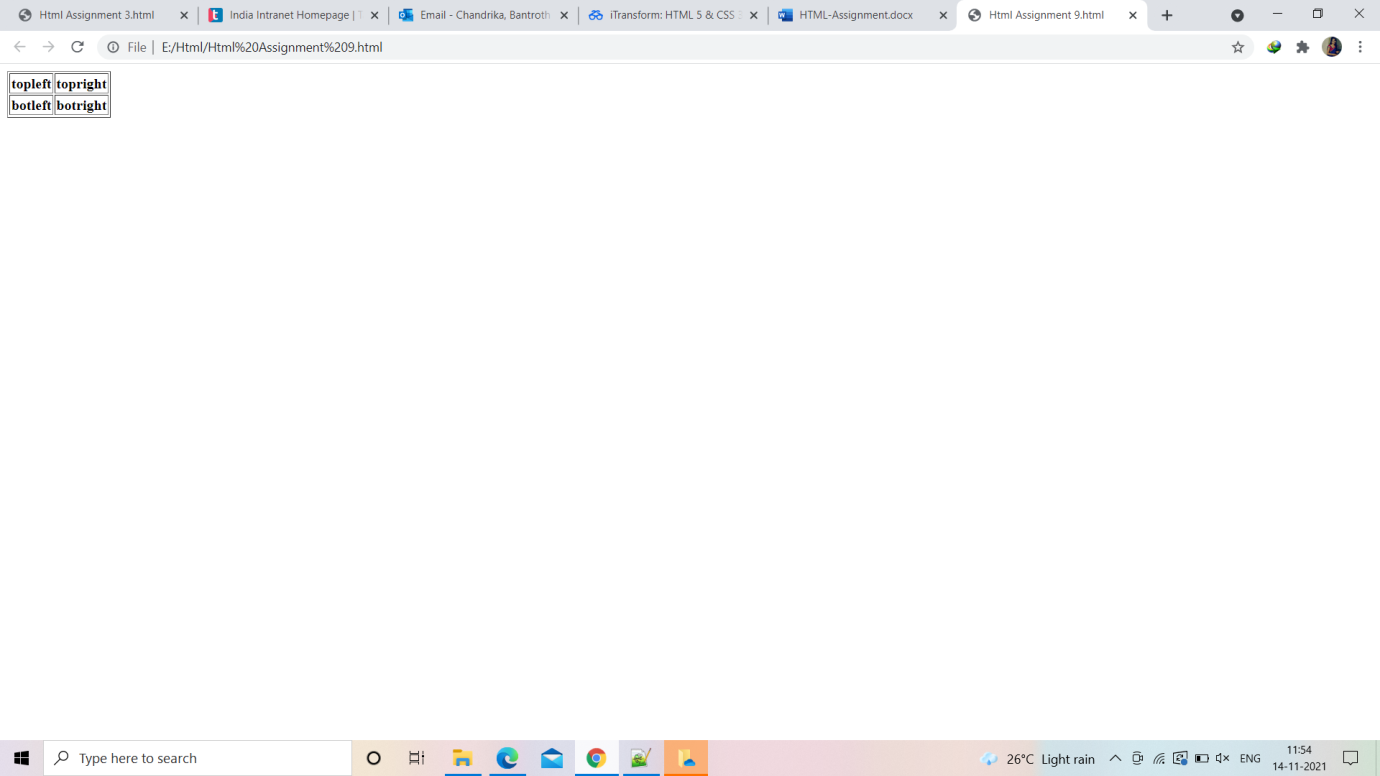 Html Assignment 3.html
India Intranet Homepage | T
Email - Chandrika, Bantroth
iTransform: HTML 5 & CSS 3
HTML-Assignment.docx
Html Assignment 9.html
File | E:/Html/Html%20Assignment%209.html
topleft topright
botleft botright
Type here to search
26°C Light rain
ENG
11:54
14-11-2021